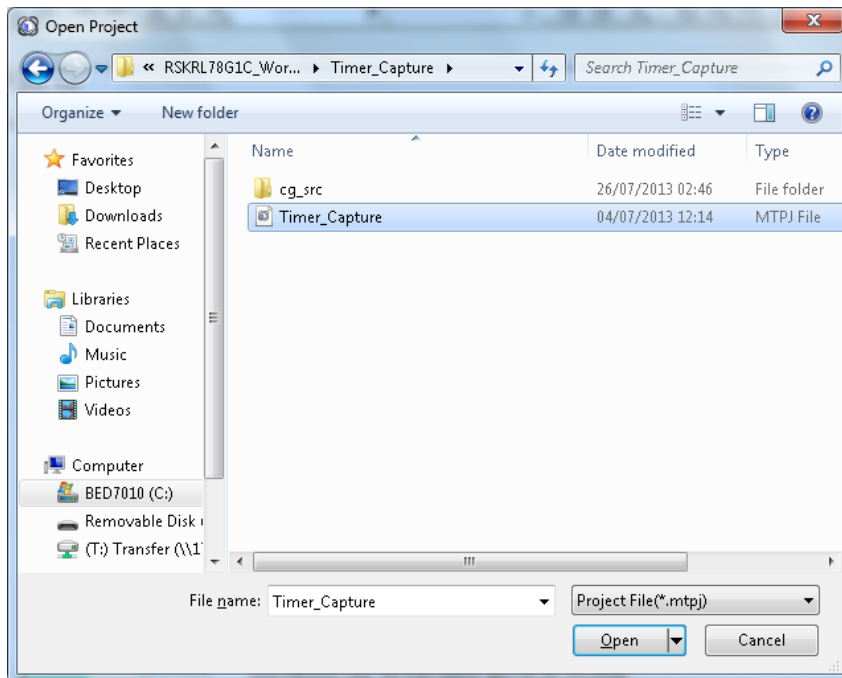 Open Project
« RSKRL78G1C_Wor... Timer_Capture
Search Timer_Capture
Organize New folder
Name Date modified Type
Favorites
Desktop
Downloads
Recent Places
Libraries
Documents
Music
Pictures
Videos
Computer
BED7010 (C:)
Removable Disk
(T:) Transfer (\\1
cg_src 26/07/2013 02:46 File folder
Timer_Capture 04/07/2013 12:14 MTPJ File
File name: Timer_Capture Project File(*.mtpj)
Open Cancel